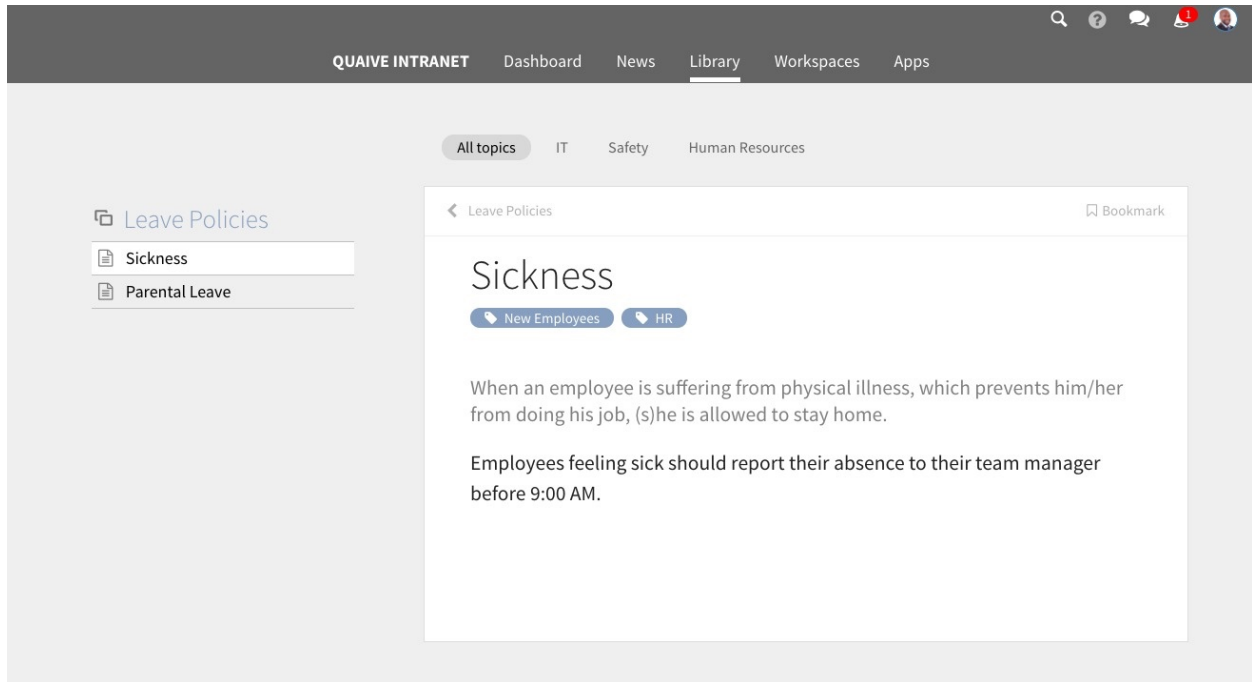 1
QUAIVE INTRANET Dashboard News Library Workspaces Apps
All topics IT Safety Human Resources
Leave Policies
Sickness
Parental Leave
Leave Policies Bookmark
Sickness
New Employees HR
When an employee is suffering from physical illness, which prevents him/her
from doing his job, (s)he is allowed to stay home.
Employees feeling sick should report their absence to their team manager
before 9:00 AM.